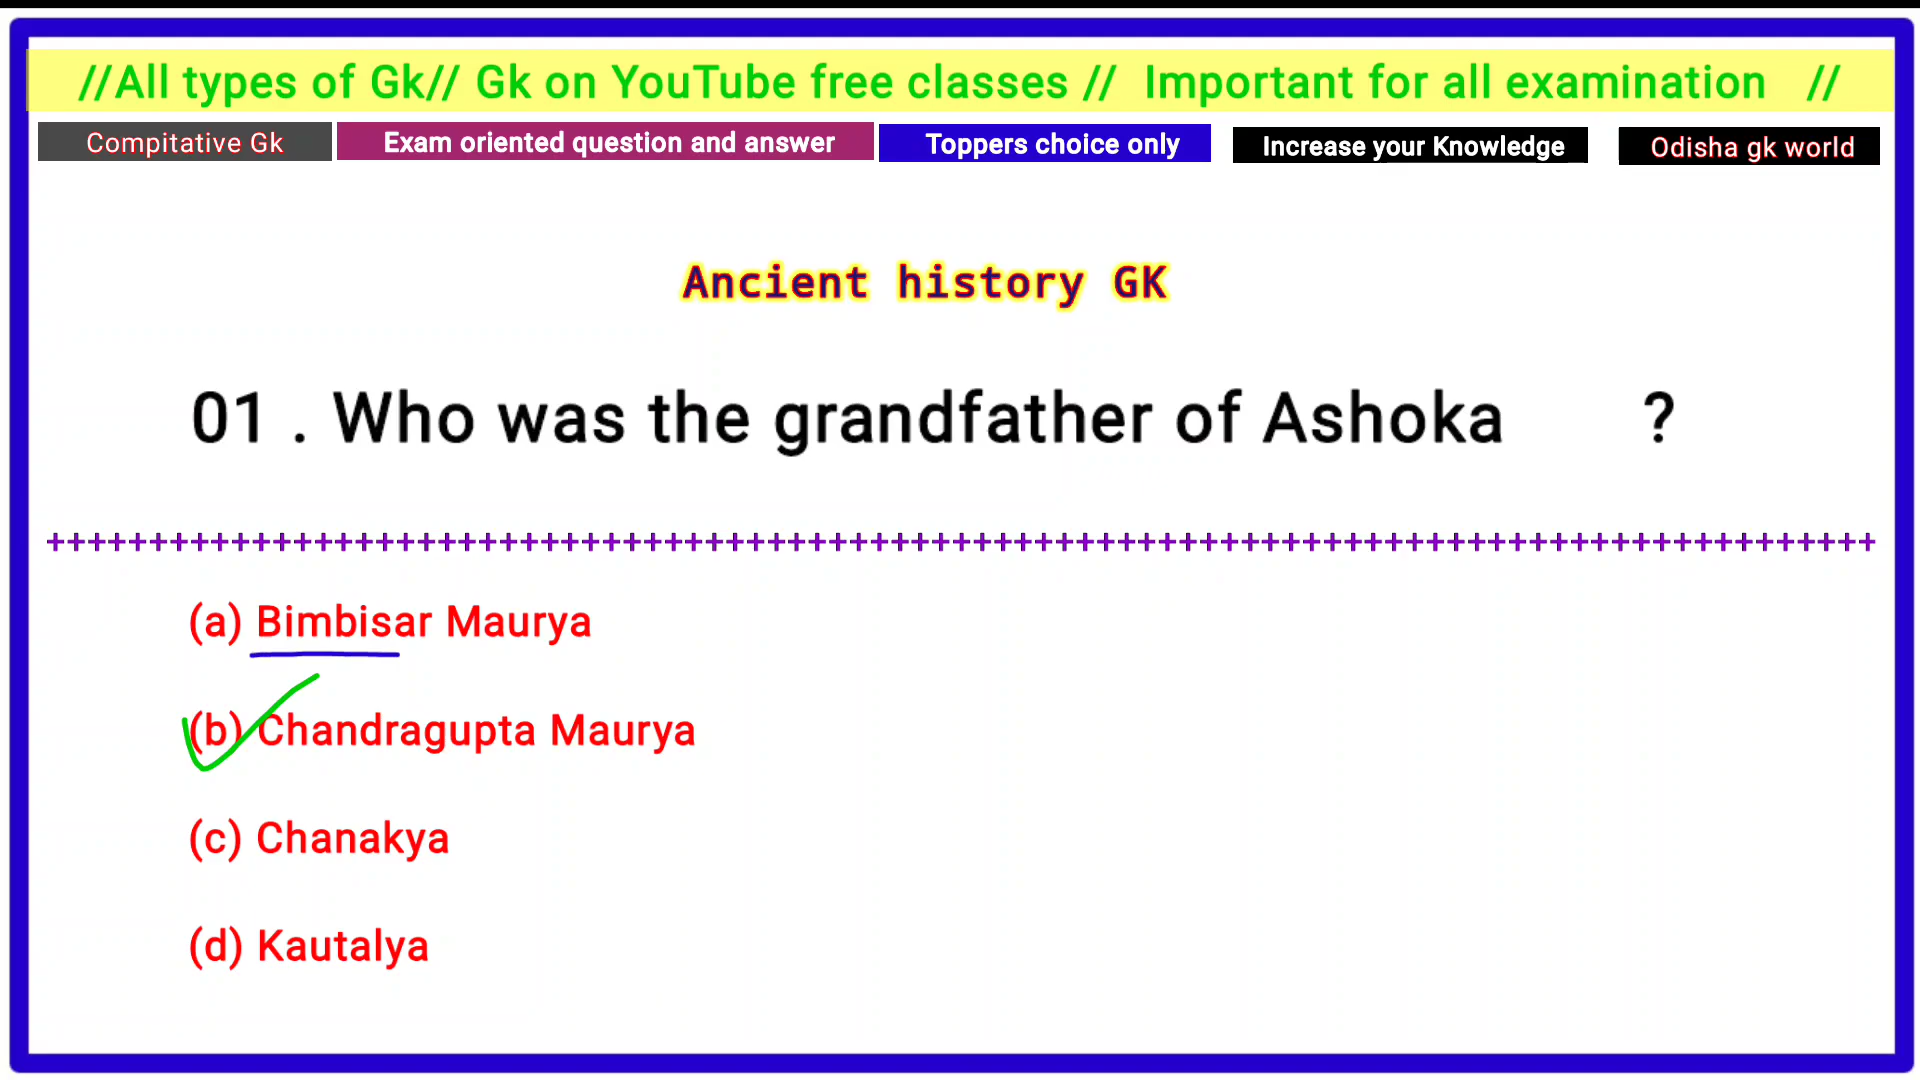 //All types of Gk// Gk on YouTube free classes // Important for all examination //
Compitative Gk Exam oriented question and answer Toppers choice only Increase your Knowledge Odisha gk world
Ancient history GK
01 . Who was the grandfather of Ashoka ?
+++++++++++++++++++++++++++++++++++++++++++++++++++++++++++++++++++++++++++++++++++++++++
(a) Bimbisar Maurya
(b) Chandragupta Maurya
(c) Chanakya
(d) Kautalya